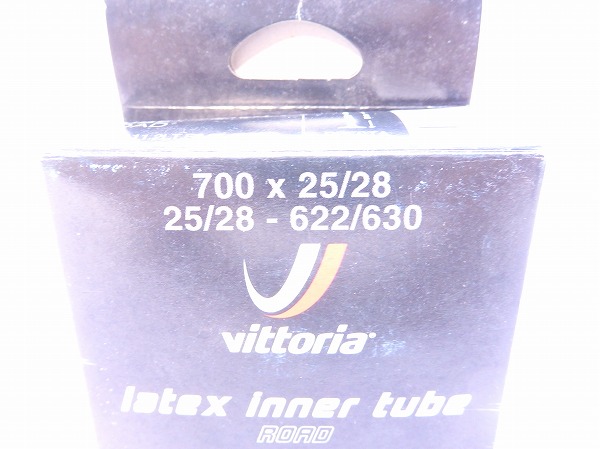 700 x 25/28
25/28 - 622/630
vittoria
latex inner tube
ROAD